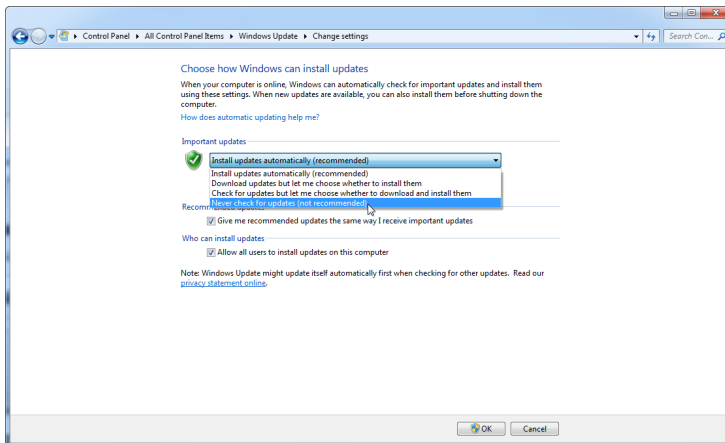 Control Panel ▸ All Control Panel Items ▸ Windows Update ▸ Change settings
Search Con...
Choose how Windows can install updates
When your computer is online, Windows can automatically check for important updates and install them
using these settings. When new updates are available, you can also install them before shutting down the
computer.
How does automatic updating help me?
Important updates
Install updates automatically (recommended)
Install updates automatically (recommended)
Download updates but let me choose whether to install them
Check for updates but let me choose whether to download and install them
Never check for updates (not recommended)
Give me recommended updates the same way I receive important updates
Who can install updates
Allow all users to install updates on this computer
Note: Windows Update might update itself automatically first when checking for other updates. Read our
privacy statement online.
OK Cancel